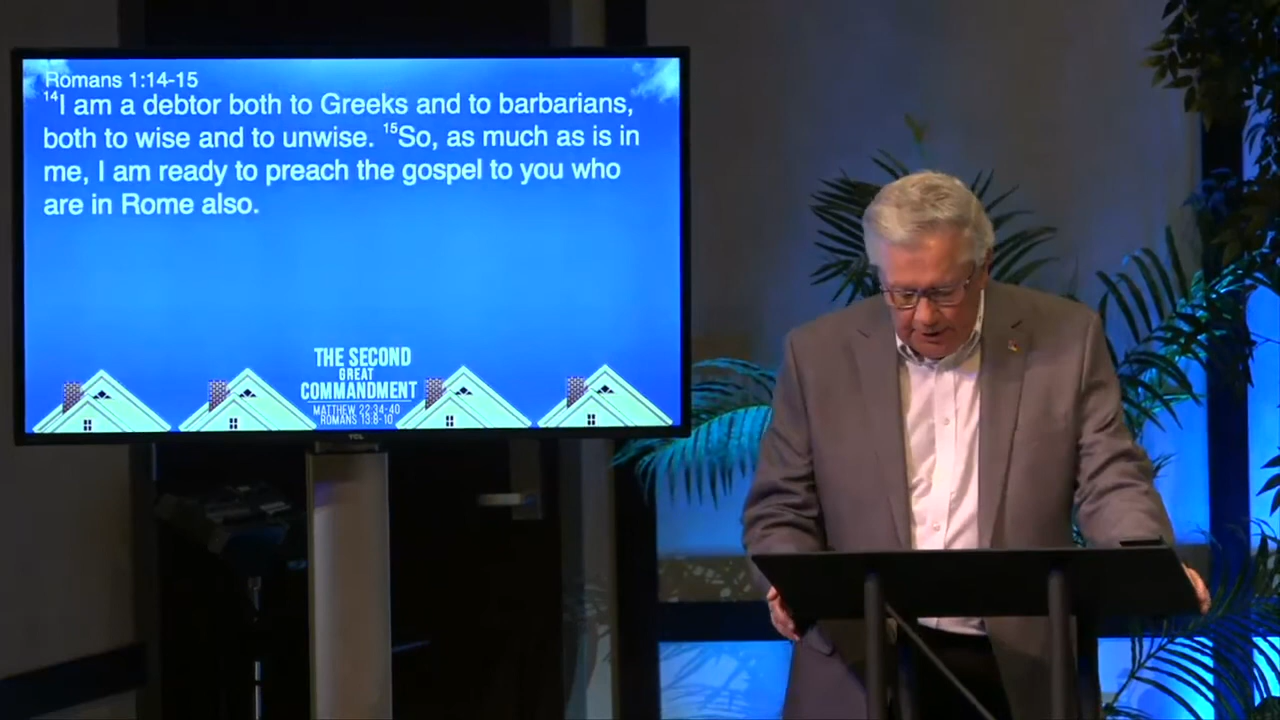 Romans 1:14-15
¹⁴I am a debtor both to Greeks and to barbarians,
both to wise and to unwise. ¹⁵So, as much as is in
me, I am ready to preach the gospel to you who
are in Rome also.
THE SECOND
GREAT
COMMANDMENT
MATTHEW 22:34-40
ROMANS 13:8-10
TCL